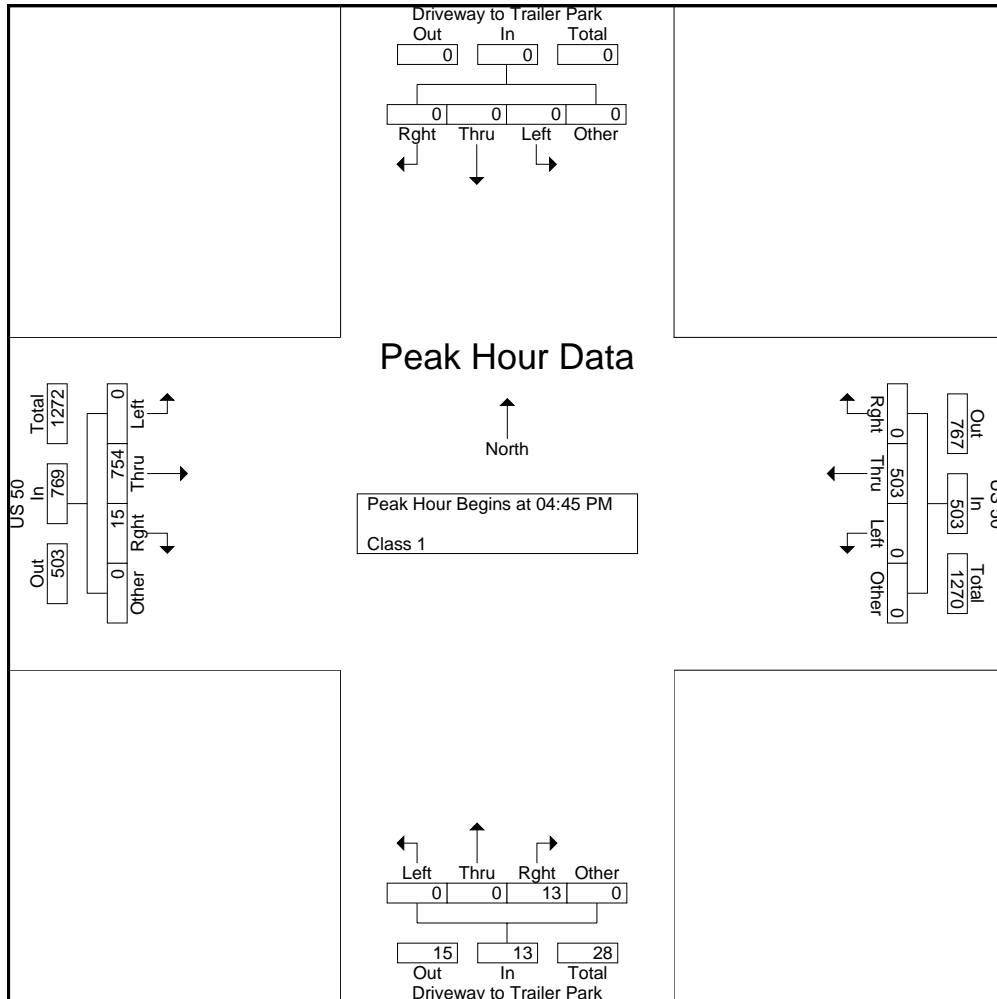 Driveway to Trailer Park
Out In Total
0 0 0
0 0 0 0
Rght Thru Left Other
Peak Hour Data
North
Peak Hour Begins at 04:45 PM
Class 1
US 50
Total In Out
1272 769 503
0 754 15 0
Left Thru Rght Other
Out In Total
767 503 1270
0 503 0 0
Rght Thru Left Other
Left Thru Rght Other
0 0 13 0
15 13 28
Out In Total
Driveway to Trailer Park